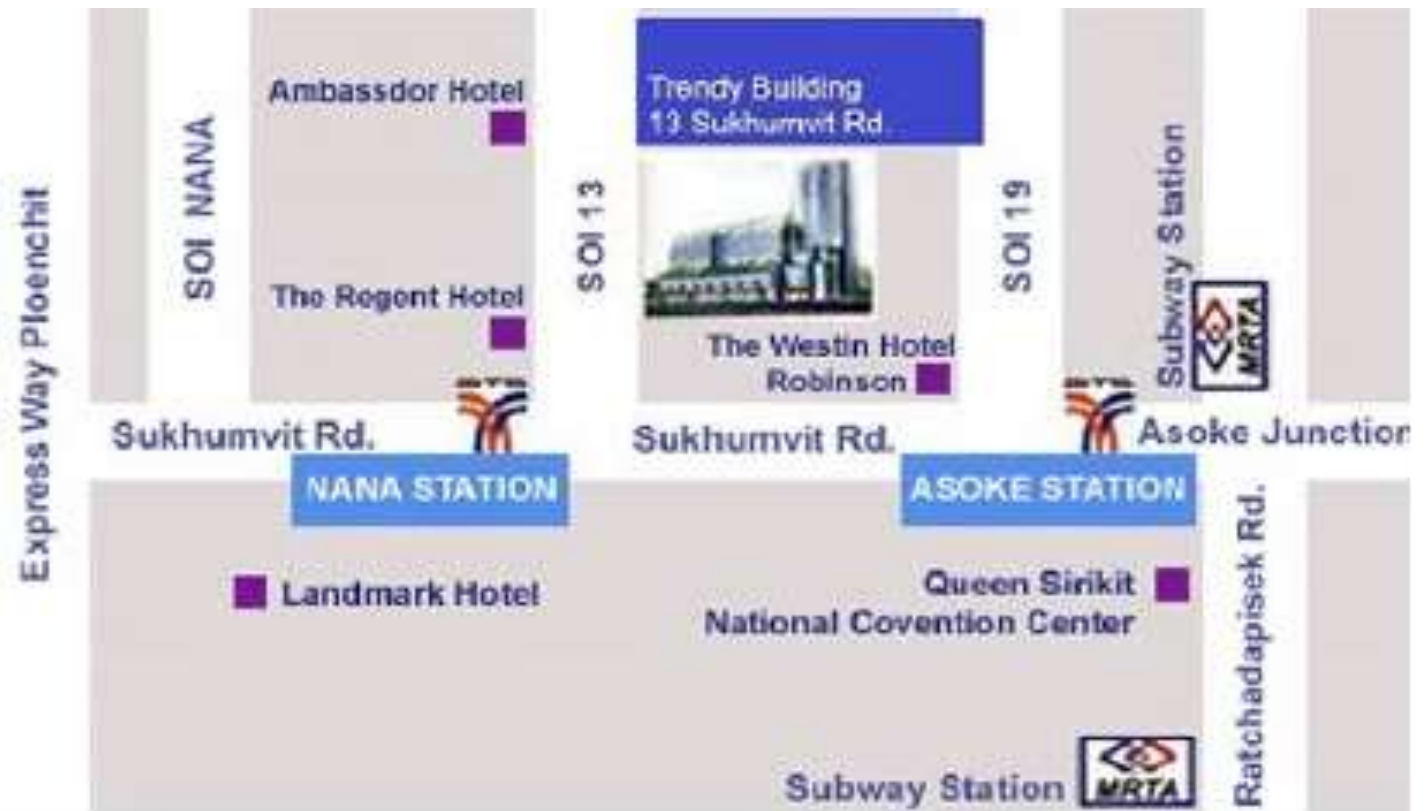 Ambassdor Hotel
Trendy Building
13 Sukhumvit Rd.
SOI NANA
Express Way Ploenchit
SOI 13
SOI 19
Subway Station
MRTA
The Regent Hotel
The Westin Hotel
Robinson
BTS
BTS
Sukhumvit Rd.
Sukhumvit Rd.
Asoke Junction
NANA STATION
ASOKE STATION
Landmark Hotel
Queen Sirikit
National Covention Center
Ratchadapisek Rd.
Subway Station
MRTA